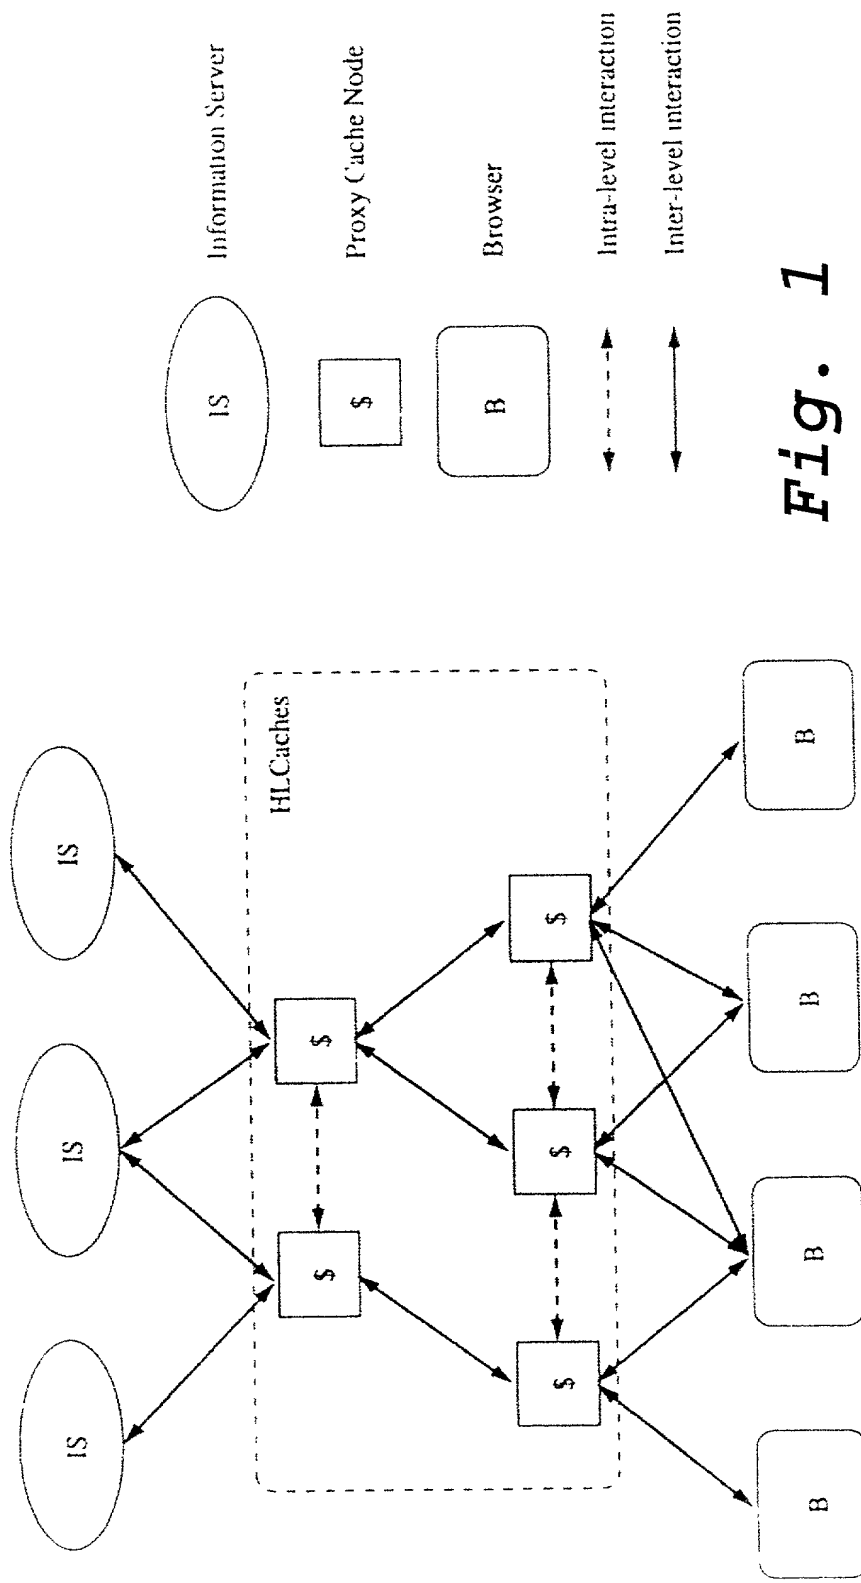 IS
IS
IS
HLCaches
$
$
$
$
$
B
B
B
B
IS
Information Server
$
Proxy Cache Node
B
Browser
Intra-level interaction
Inter-level interaction
Fig. 1